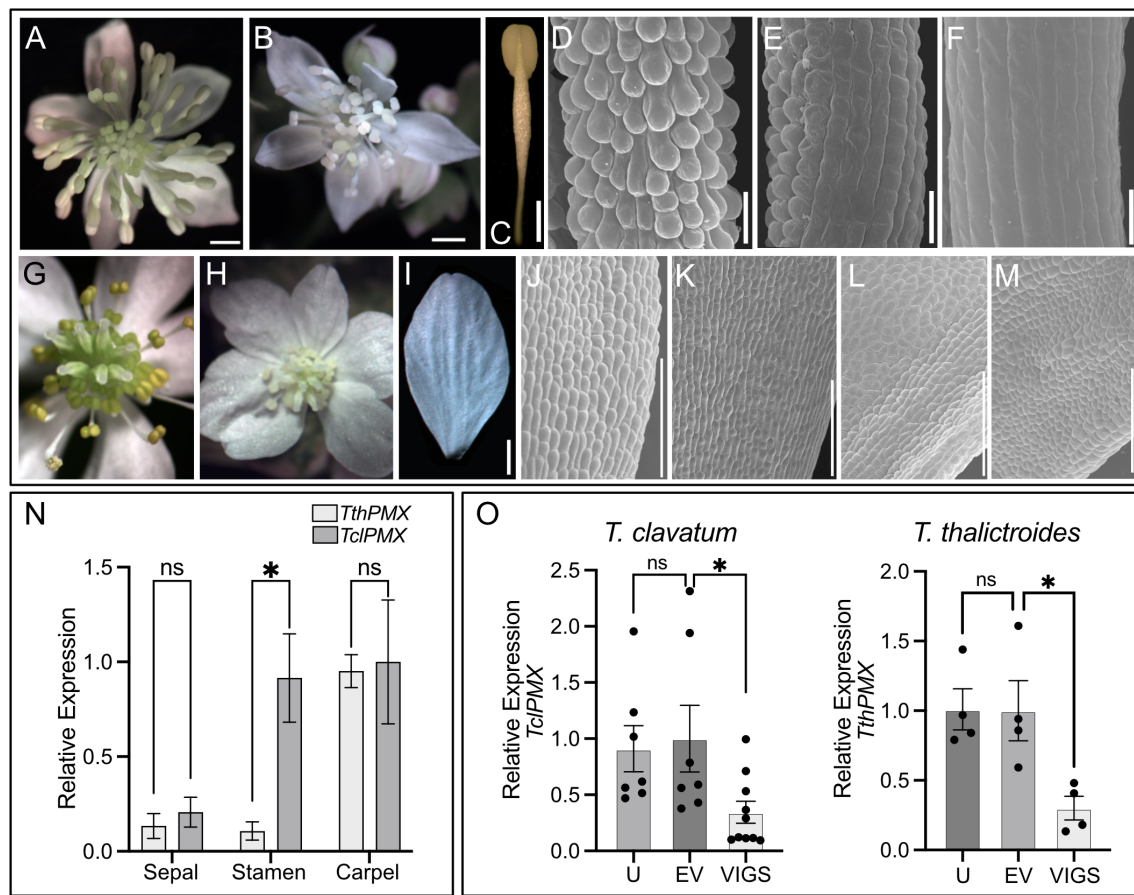 A
B
C
D
E
F
G
H
I
J
K
L
M
N
TthPMX
TclPMX
ns
*
ns
1.5
1.0
0.5
0.0
Relative Expression
Sepal
Stamen
Carpel
O
T. clavatum
ns
*
2.5
2.0
1.5
1.0
0.5
0.0
Relative Expression
TclPMX
U
EV
VIGS
T. thalictroides
ns
*
2.0
1.5
1.0
0.5
0.0
Relative Expression
TthPMX
U
EV
VIGS